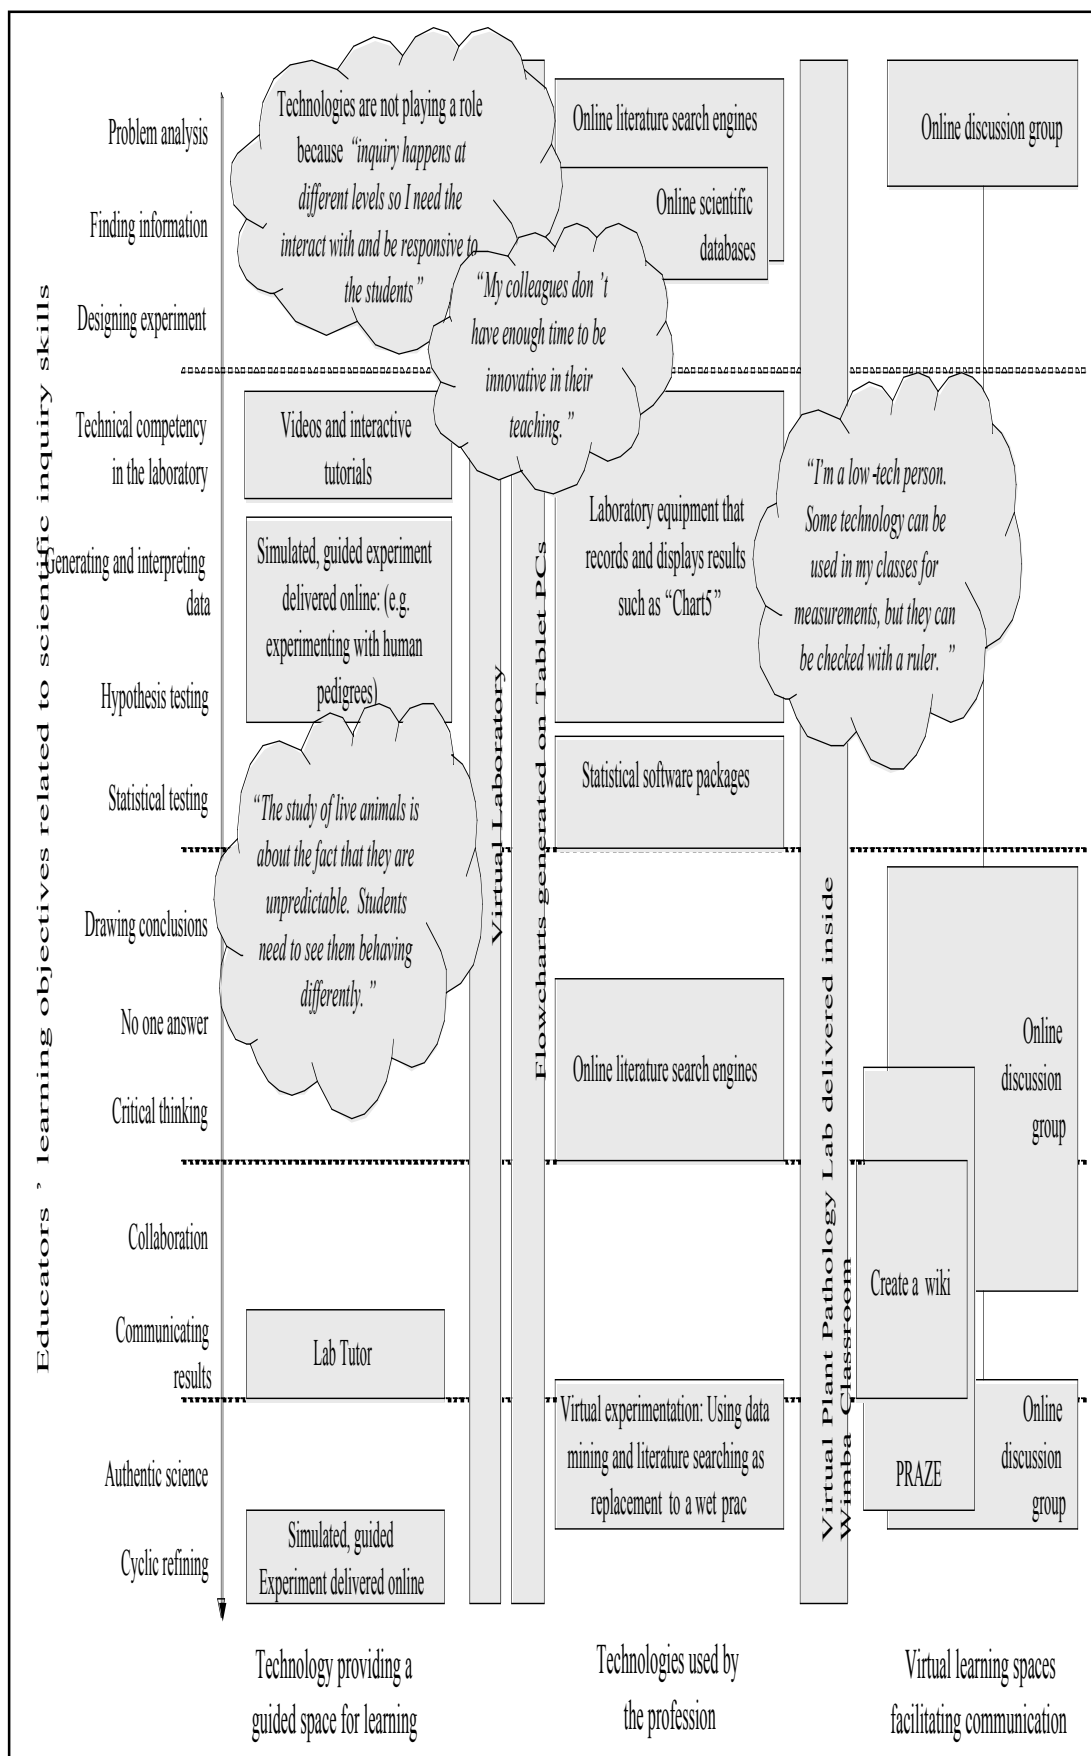 Educators ’ learning objectives related to scientific inquiry skills
Problem analysis
Finding information
Designing experiment
Technical competency
in the laboratory
Generating and interpreting
data
Hypothesis testing
Statistical testing
Drawing conclusions
No one answer
Critical thinking
Collaboration
Communicating
results
Authentic science
Cyclic refining
Technologies are not playing a role
because “inquiry happens at
different levels so I need the
interact with and be responsive to
the students”
“My colleagues don ’t
have enough time to be
innovative in their
teaching. ”
Videos and interactive
tutorials
Simulated, guided experiment
delivered online: (e.g.
experimenting with human
pedigrees)
“The study of live animals is
about the fact that they are
unpredictable. Students
need to see them behaving
differently. ”
Lab Tutor
Simulated, guided
Experiment delivered online
Virtual Laboratory
Flowcharts generated on Tablet PCs
Online literature search engines
Online scientific
databases
Laboratory equipment that
records and displays results
such as “Chart5”
Statistical software packages
Online literature search engines
Virtual experimentation: Using data
mining and literature searching as
replacement to a wet prac
Virtual Plant Pathology Lab delivered inside
Wimba Classroom
Online discussion group
“I’m a low -tech person.
Some technology can be
used in my classes for
measurements, but they can
be checked with a ruler. ”
Online
discussion
group
Create a wiki
PRAZE
Online
discussion
group
Technology providing a
guided space for learning
Technologies used by
the profession
Virtual learning spaces
facilitating communication